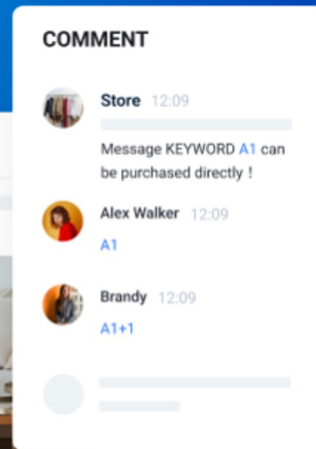 COMMENT
Store 12:09
Message KEYWORD A1 can
be purchased directly !
Alex Walker 12:09
A1
Brandy 12:09
A1+1